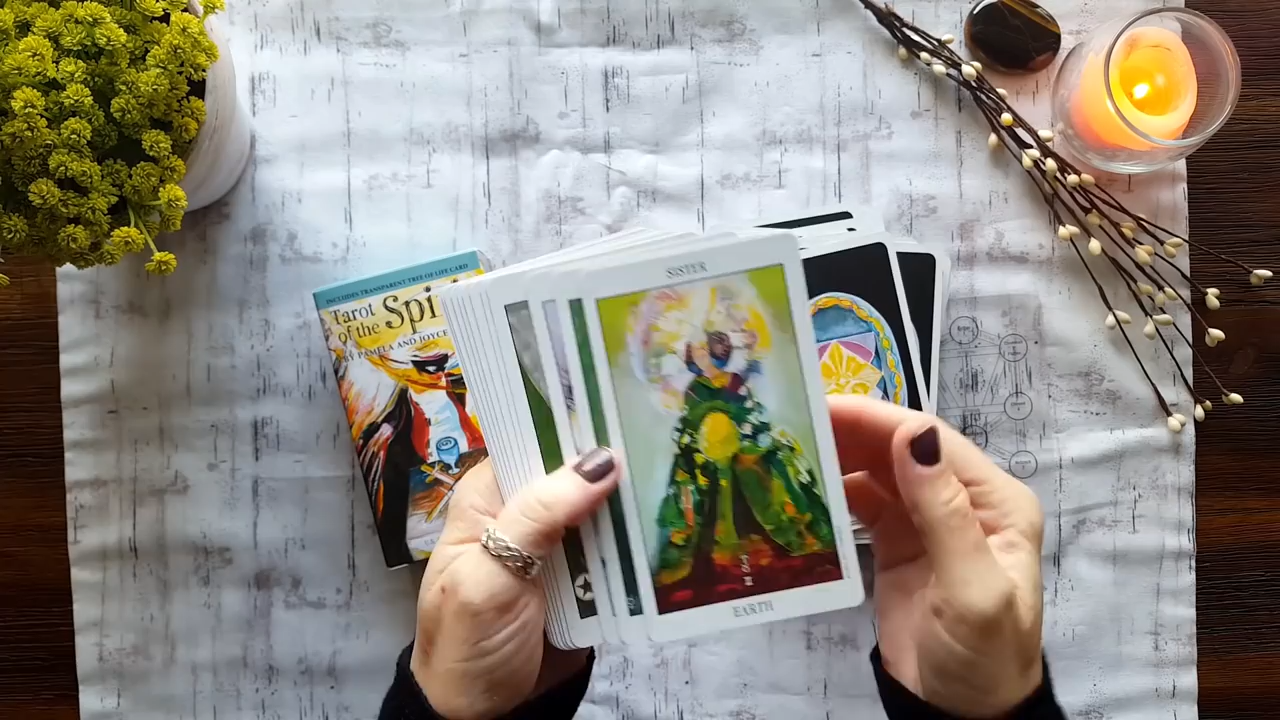 INCLUDES TRANSPARENT TREE OF LIFE CARD
Tarot
of the Spi
PAMELA AND JOYCE
SISTER
EARTH